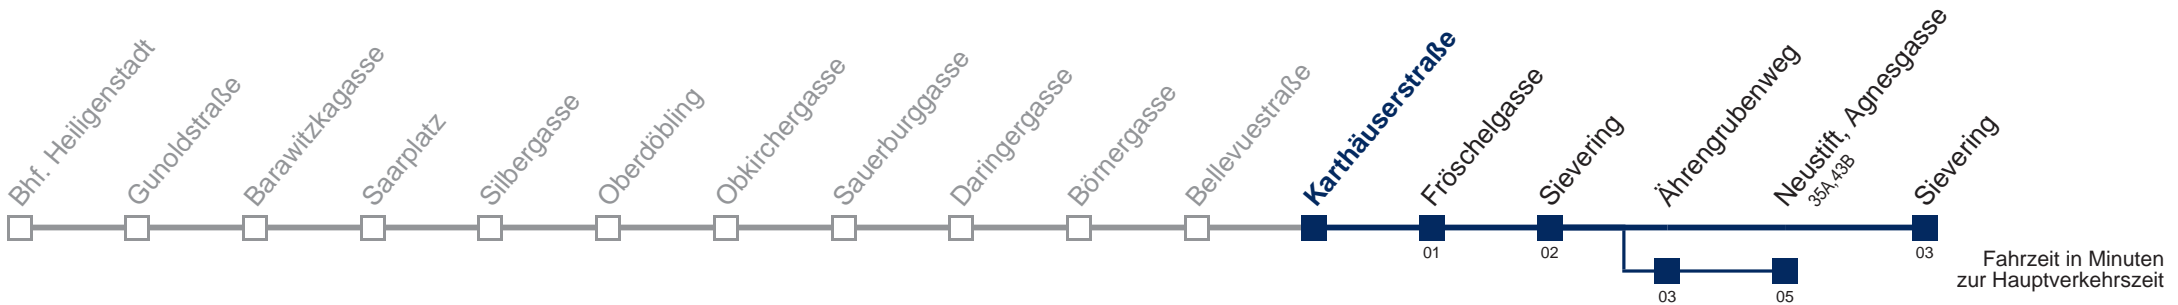 Bhf. Heiligenstadt
Gunoldstraße
Barawitzkagasse
Saarplatz
Silbergasse
Oberdöbling
Obkirchergasse
Sauerburggasse
Daringergasse
Börnergasse
Bellevuestraße
Karthäuserstraße
Fröschelgasse
Sievering
Ährengrubenweg
Neustift, Agnesgasse
35A,43B
Sievering
01
02
03
03
05
Fahrzeit in Minuten
zur Hauptverkehrszeit